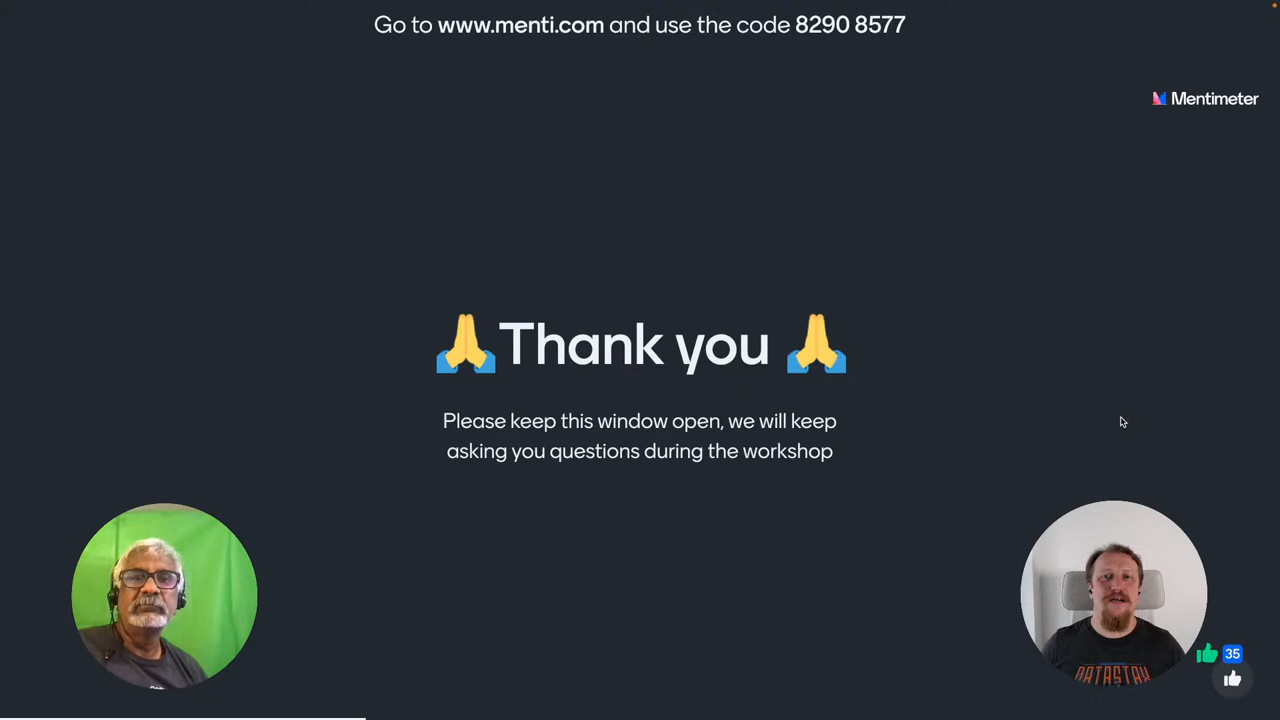 Go to www.menti.com and use the code 8290 8577
Mentimeter
🙏Thank you 🙏
Please keep this window open, we will keep
asking you questions during the workshop
DATASTAX
35